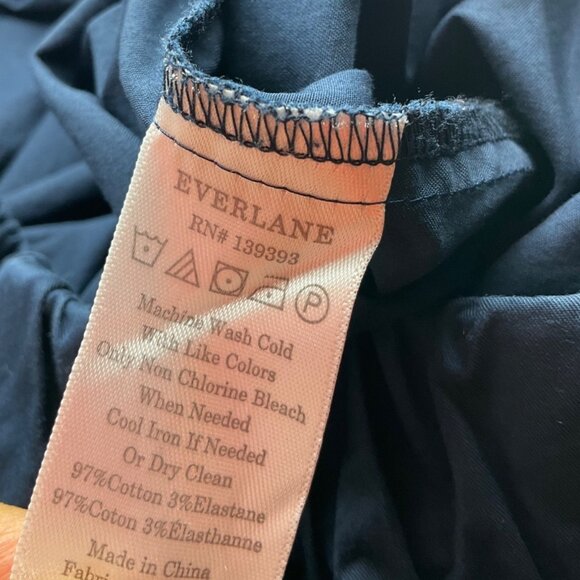 EVERLANE
RN# 139393
P
Machine Wash Cold
With Like Colors
Only Non Chlorine Bleach
When Needed
Cool Iron If Needed
Or Dry Clean
97%Cotton 3%Elastane
97%Coton 3%Élasthanne
Made in China
Fabri